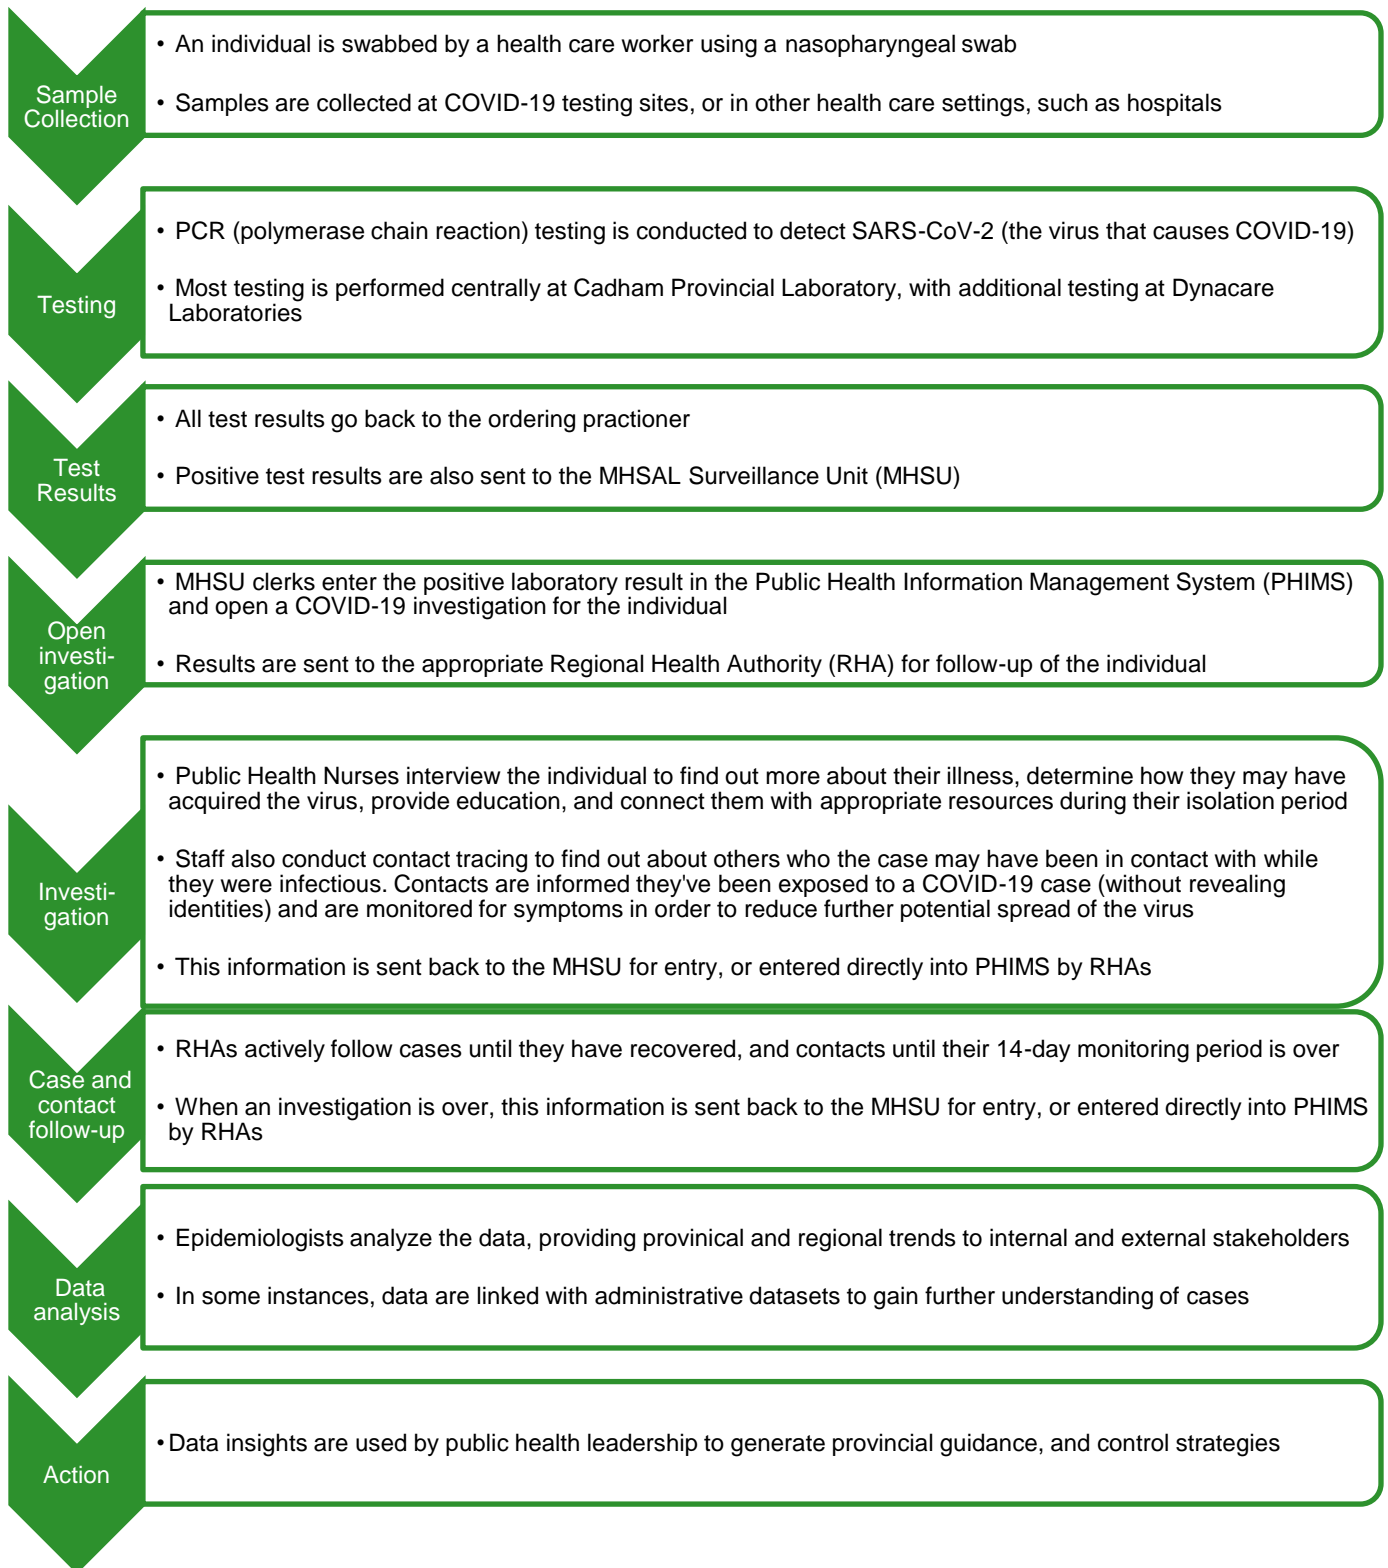 Sample
Collection
• An individual is swabbed by a health care worker using a nasopharyngeal swab
• Samples are collected at COVID-19 testing sites, or in other health care settings, such as hospitals
Testing
• PCR (polymerase chain reaction) testing is conducted to detect SARS-CoV-2 (the virus that causes COVID-19)
• Most testing is performed centrally at Cadham Provincial Laboratory, with additional testing at Dynacare
Laboratories
Test
Results
• All test results go back to the ordering practioner
• Positive test results are also sent to the MHSAL Surveillance Unit (MHSU)
Open
investi-
gation
• MHSU clerks enter the positive laboratory result in the Public Health Information Management System (PHIMS)
and open a COVID-19 investigation for the individual
• Results are sent to the appropriate Regional Health Authority (RHA) for follow-up of the individual
Investi-
gation
• Public Health Nurses interview the individual to find out more about their illness, determine how they may have
acquired the virus, provide education, and connect them with appropriate resources during their isolation period
• Staff also conduct contact tracing to find out about others who the case may have been in contact with while
they were infectious. Contacts are informed they've been exposed to a COVID-19 case (without revealing
identities) and are monitored for symptoms in order to reduce further potential spread of the virus
• This information is sent back to the MHSU for entry, or entered directly into PHIMS by RHAs
Case and
contact
follow-up
• RHAs actively follow cases until they have recovered, and contacts until their 14-day monitoring period is over
• When an investigation is over, this information is sent back to the MHSU for entry, or entered directly into PHIMS
by RHAs
Data
analysis
• Epidemiologists analyze the data, providing provinical and regional trends to internal and external stakeholders
• In some instances, data are linked with administrative datasets to gain further understanding of cases
Action
• Data insights are used by public health leadership to generate provincial guidance, and control strategies